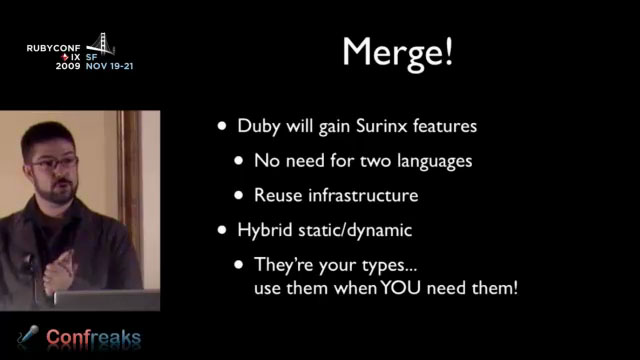 RUBYCONF
IX SF
2009 NOV 19-21
Merge!
• Duby will gain Surinx features
• No need for two languages
• Reuse infrastructure
• Hybrid static/dynamic
• They're your types...
use them when YOU need them!
Confreaks